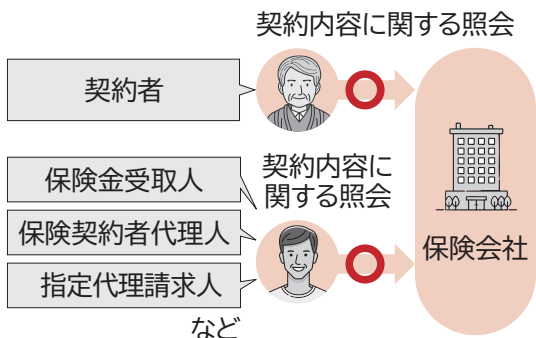 契約内容に関する照会
契約者
保険金受取人
保険契約者代理人
指定代理請求人
など
契約内容に
関する照会
保険会社